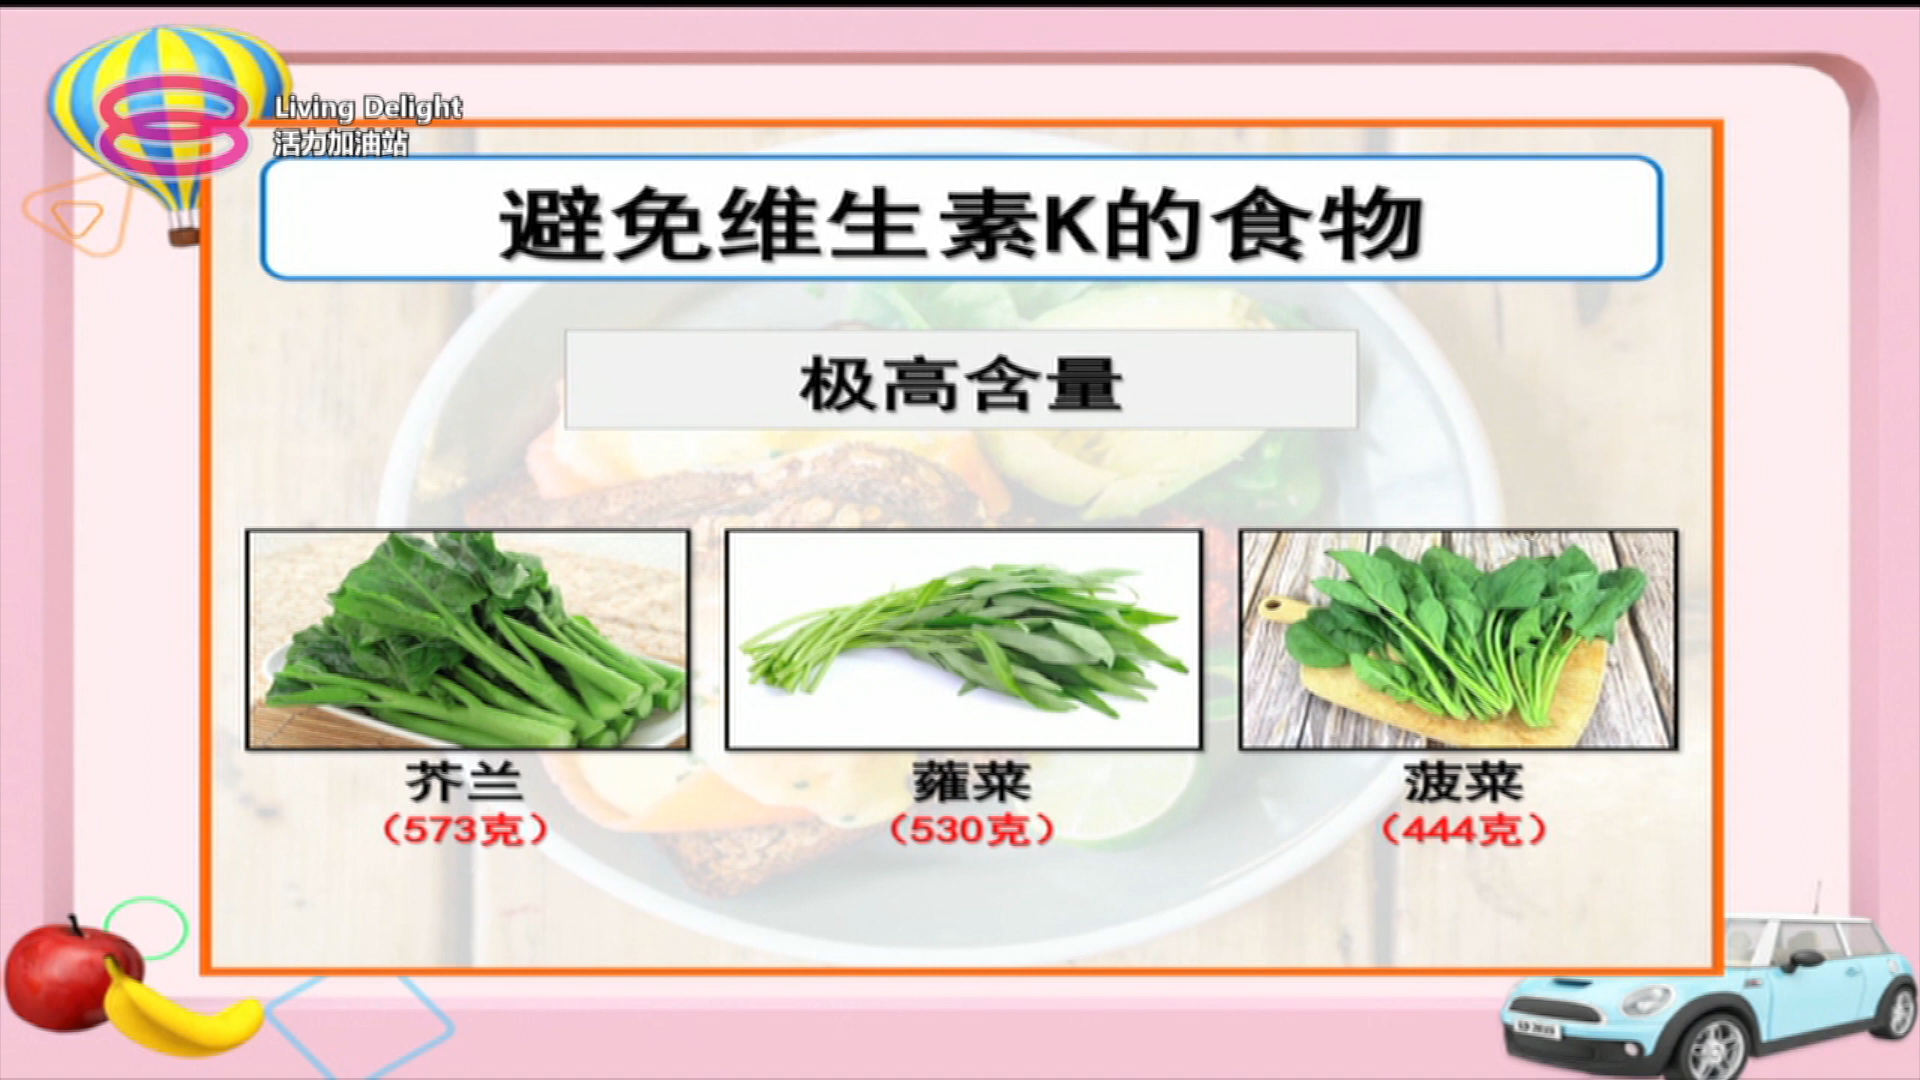 Living Delight
活力加油站
避免维生素K的食物
极高含量
芥兰
（573克）
蕹菜
（530克）
菠菜
（444克）